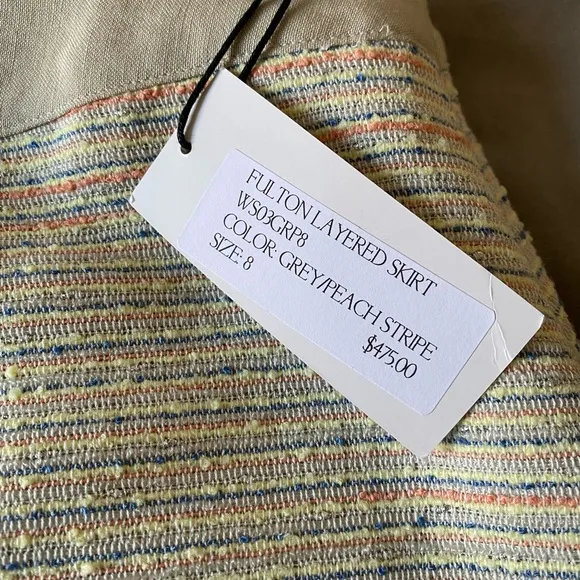 FULTON LAYERED SKIRT
WS03GRP8
COLOR: GREY/PEACH STRIPE
SIZE: 8
$475.00